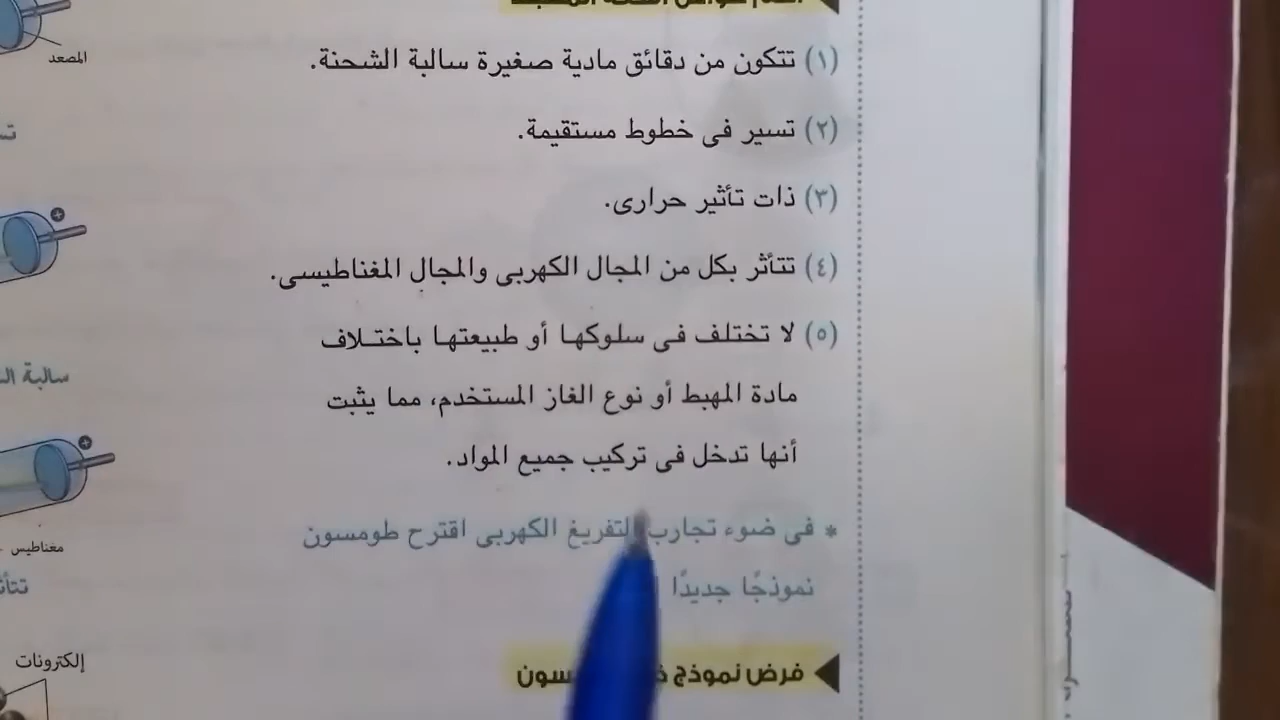 (١) تتكون من دقائق مادية صغيرة سالبة الشحنة.
(٢) تسير فى خطوط مستقيمة.
(٣) ذات تأثير حرارى.
(٤) تتأثر بكل من المجال الكهربى والمجال المغناطيسى.
(٥) لا تختلف فى سلوكها أو طبيعتها باختلاف
مادة المهبط أو نوع الغاز المستخدم، مما يثبت
أنها تدخل فى تركيب جميع المواد.
* فى ضوء تجارب التفريغ الكهربى اقترح طومسون
نموذجًا جديدًا
فرض نموذج
المصعد
+
سالبة
+
مغناطيس
إلكترونات